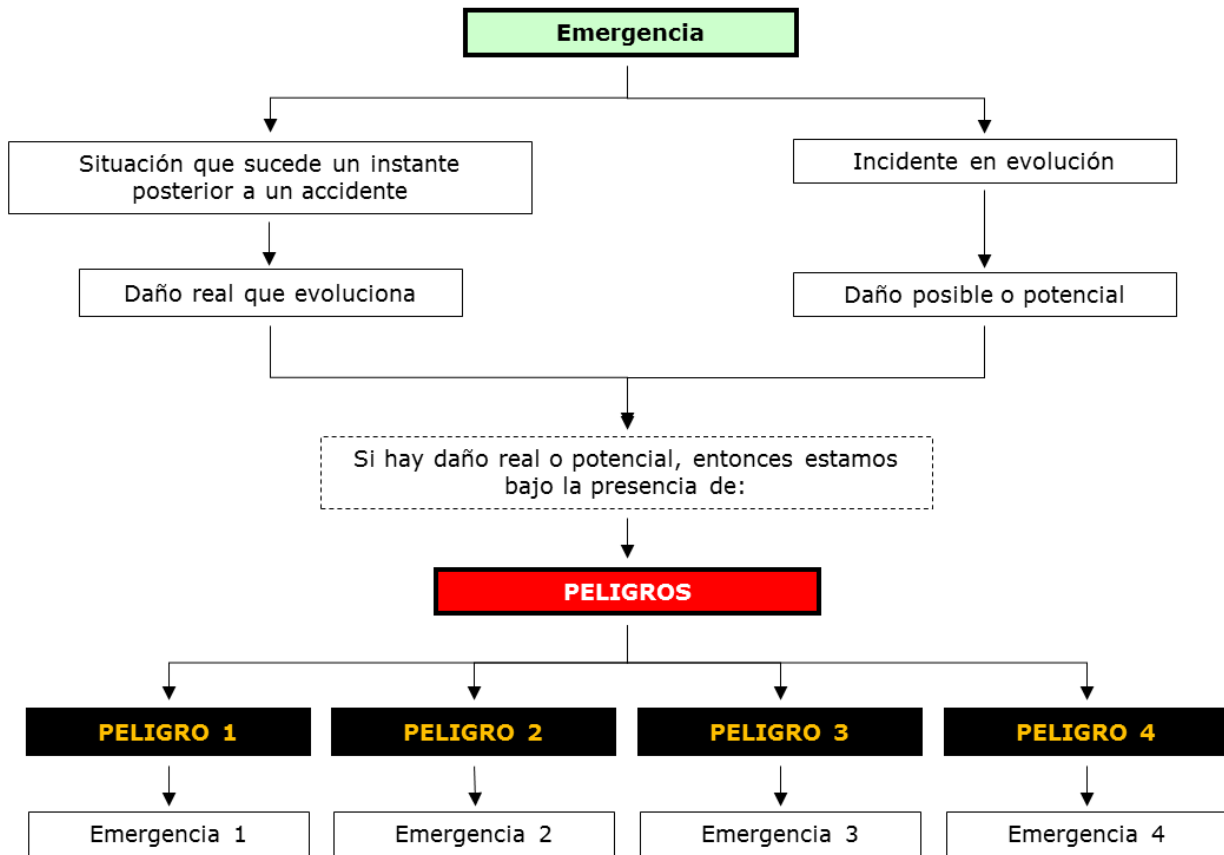 Emergencia
Situación que sucede un instante
posterior a un accidente
Incidente en evolución
Daño real que evoluciona
Daño posible o potencial
Si hay daño real o potencial, entonces estamos
bajo la presencia de:
PELIGROS
PELIGRO 1
PELIGRO 2
PELIGRO 3
PELIGRO 4
Emergencia 1
Emergencia 2
Emergencia 3
Emergencia 4